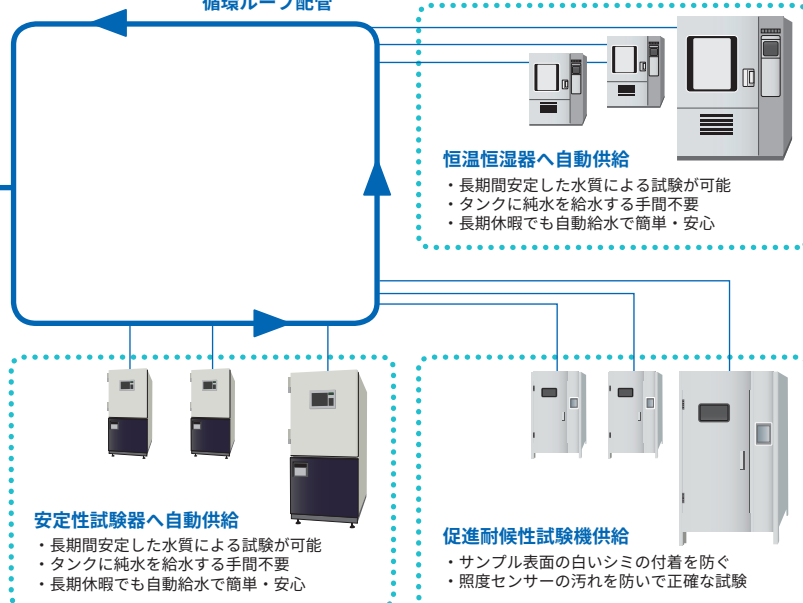 循環ループ配管
恒温恒湿器へ自動供給
・長期間安定した水質による試験が可能
・タンクに純水を給水する手間不要
・長期休暇でも自動給水で簡単・安心
安定性試験器へ自動供給
・長期間安定した水質による試験が可能
・タンクに純水を給水する手間不要
・長期休暇でも自動給水で簡単・安心
促進耐候性試験機供給
・サンプル表面の白いシミの付着を防ぐ
・照度センサーの汚れを防いで正確な試験